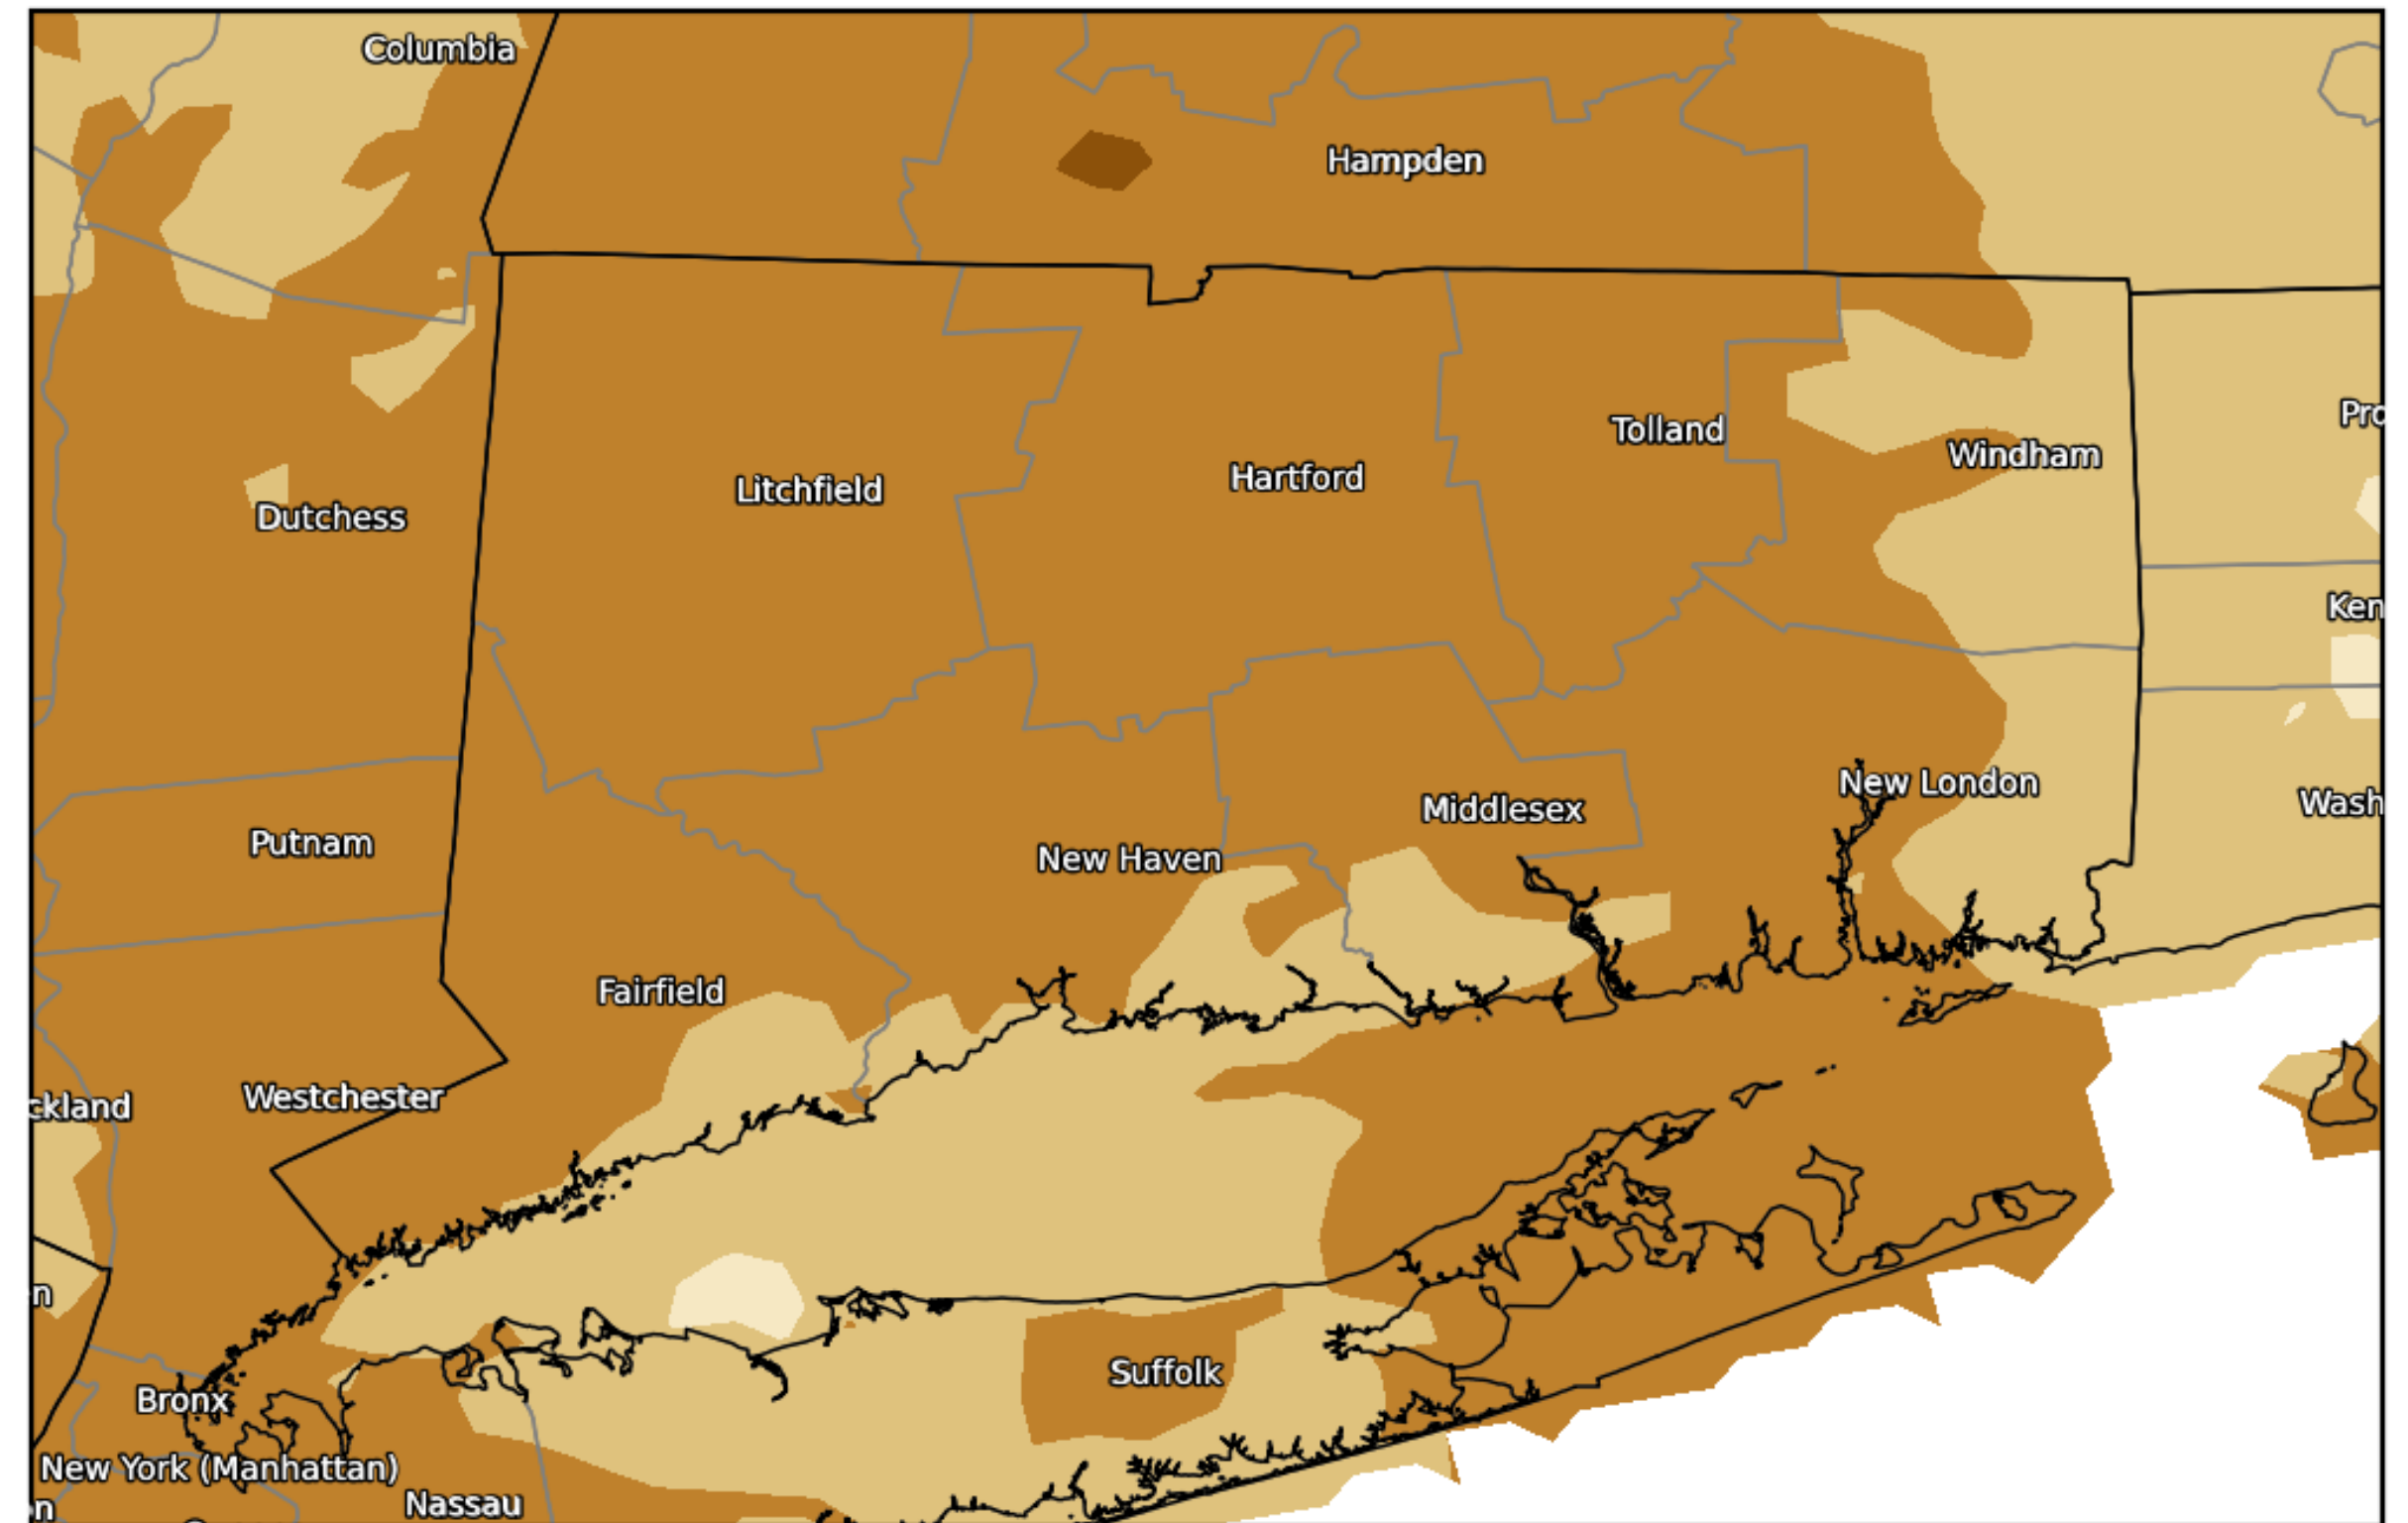 Columbia
Hampden
Pro
Tolland
Windham
Hartford
Litchfield
Dutchess
Ken
New London
Wash
Middlesex
Putnam
New Haven
Fairfield
Westchester
ckland
n
Suffolk
Bronx
New York (Manhattan)
Nassau
n